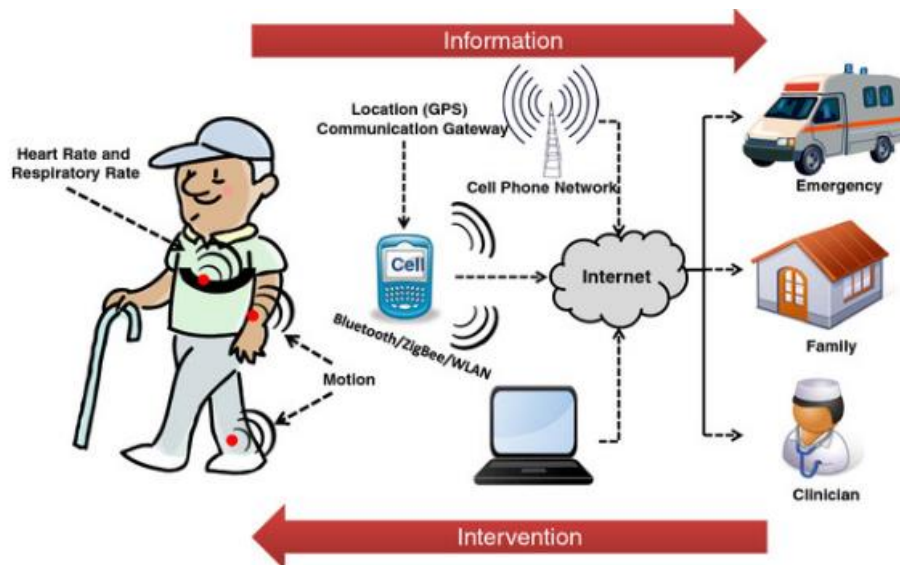 Information
Location (GPS)
Communication Gateway
Heart Rate and
Respiratory Rate
Cell Phone Network
Emergency
Cell
Internet
Bluetooth/ZigBee/WLAN
Family
Motion
Clinician
Intervention